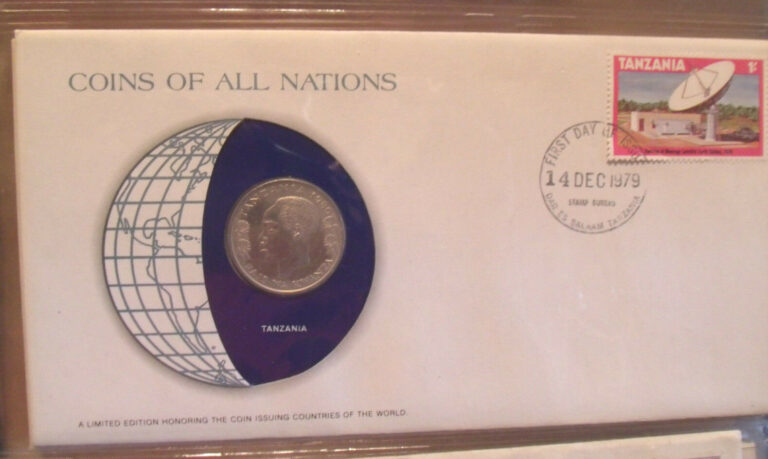 COINS OF ALL NATIONS
TANZANIA
1/-
FIRST DAY OF ISSUE
14 DEC 1979
STAMP BUREAU
DAR ES SALAAM TANZANIA
TANZANIA
A LIMITED EDITION HONORING THE COIN ISSUING COUNTRIES OF THE WORLD.